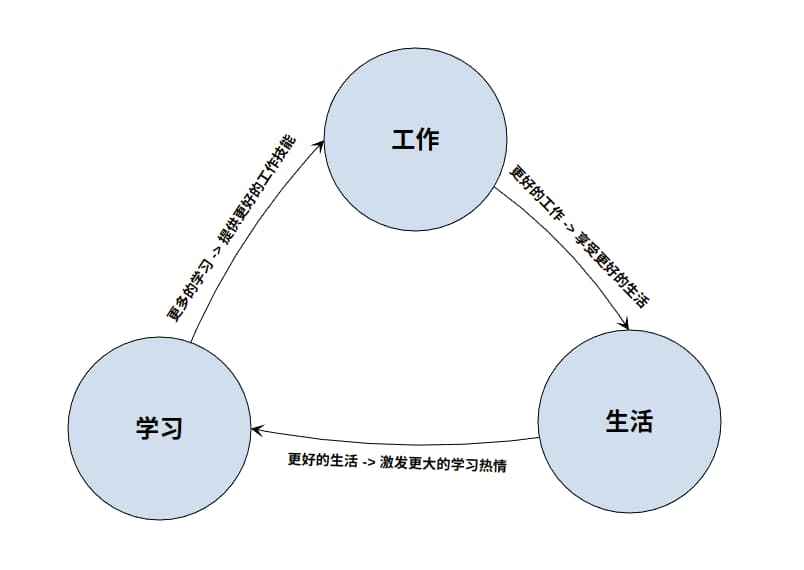 工作
更多的学习 -> 提供更好的工作技能
更好的工作 -> 享受更好的生活
学习
生活
更好的生活 -> 激发更大的学习热情